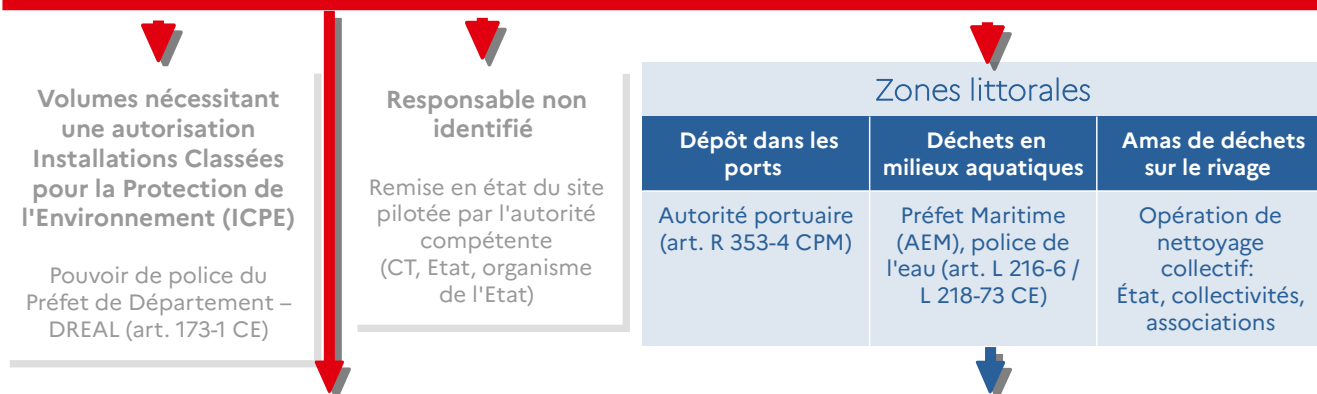 Volumes nécessitant
une autorisation
Installations Classées
pour la Protection de
l'Environnement (ICPE)
Pouvoir de police du
Préfet de Département –
DREAL (art. 173-1 CE)
Responsable non
identifié
Remise en état du site
pilotée par l'autorité
compétente
(CT, Etat, organisme
de l'Etat)
Zones littorales
Dépôt dans les
ports
Autorité portuaire
(art. R 353-4 CPM)
Déchets en
milieux aquatiques
Préfet Maritime
(AEM), police de
l'eau (art. L 216-6 /
L 218-73 CE)
Amas de déchets
sur le rivage
Opération de
nettoyage
collectif:
État, collectivités,
associations